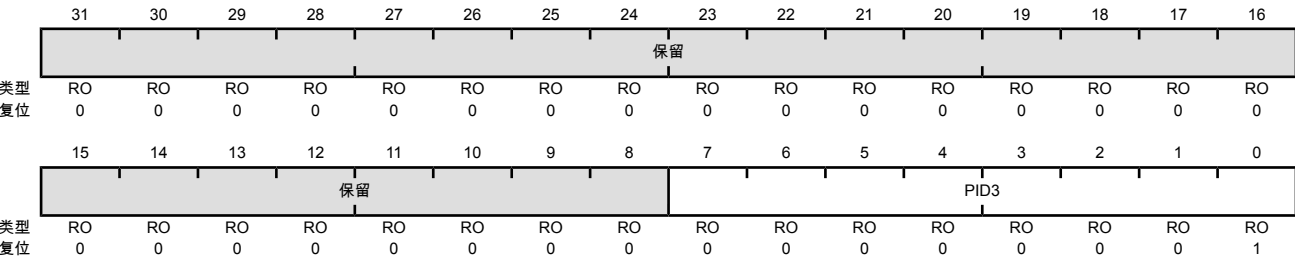 31 30 29 28 27 26 25 24 23 22 21 20 19 18 17 16
保留
类型 RO RO RO RO RO RO RO RO RO RO RO RO RO RO RO RO
复位 0 0 0 0 0 0 0 0 0 0 0 0 0 0 0 0
15 14 13 12 11 10 9 8 7 6 5 4 3 2 1 0
保留 PID3
类型 RO RO RO RO RO RO RO RO RO RO RO RO RO RO RO RO
复位 0 0 0 0 0 0 0 0 0 0 0 0 0 0 0 1